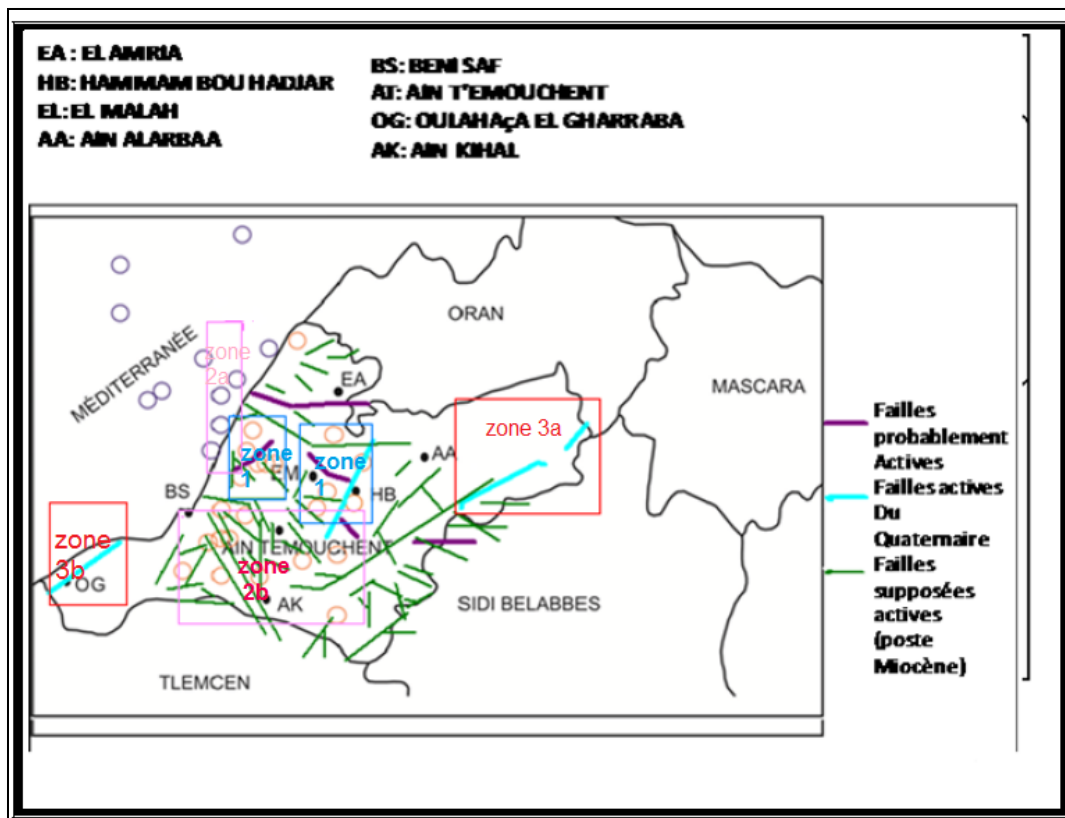 EA : EL AMRIA
HB: HAMMAM BOU HADJAR
EL:EL MALAH
AA: AIN ALARBAA
BS: BENI SAF
AT: AIN T'EMOUCHENT
OG: OULAHAçA EL GHARRABA
AK: AIN KIHAL
ORAN
MÉDITERRANÉE
zone
2a
EA
MASCARA
zone 3a
zone
1
EM
zone
1
AA
HB
BS
AIN TEMOUCHENT
zone
2b
zone
3b
OG
AK
SIDI BELABBES
TLEMCEN
Failles
probablement
Actives
Failles actives
Du
Quaternaire
Failles
supposées
actives
(poste
Miocène)